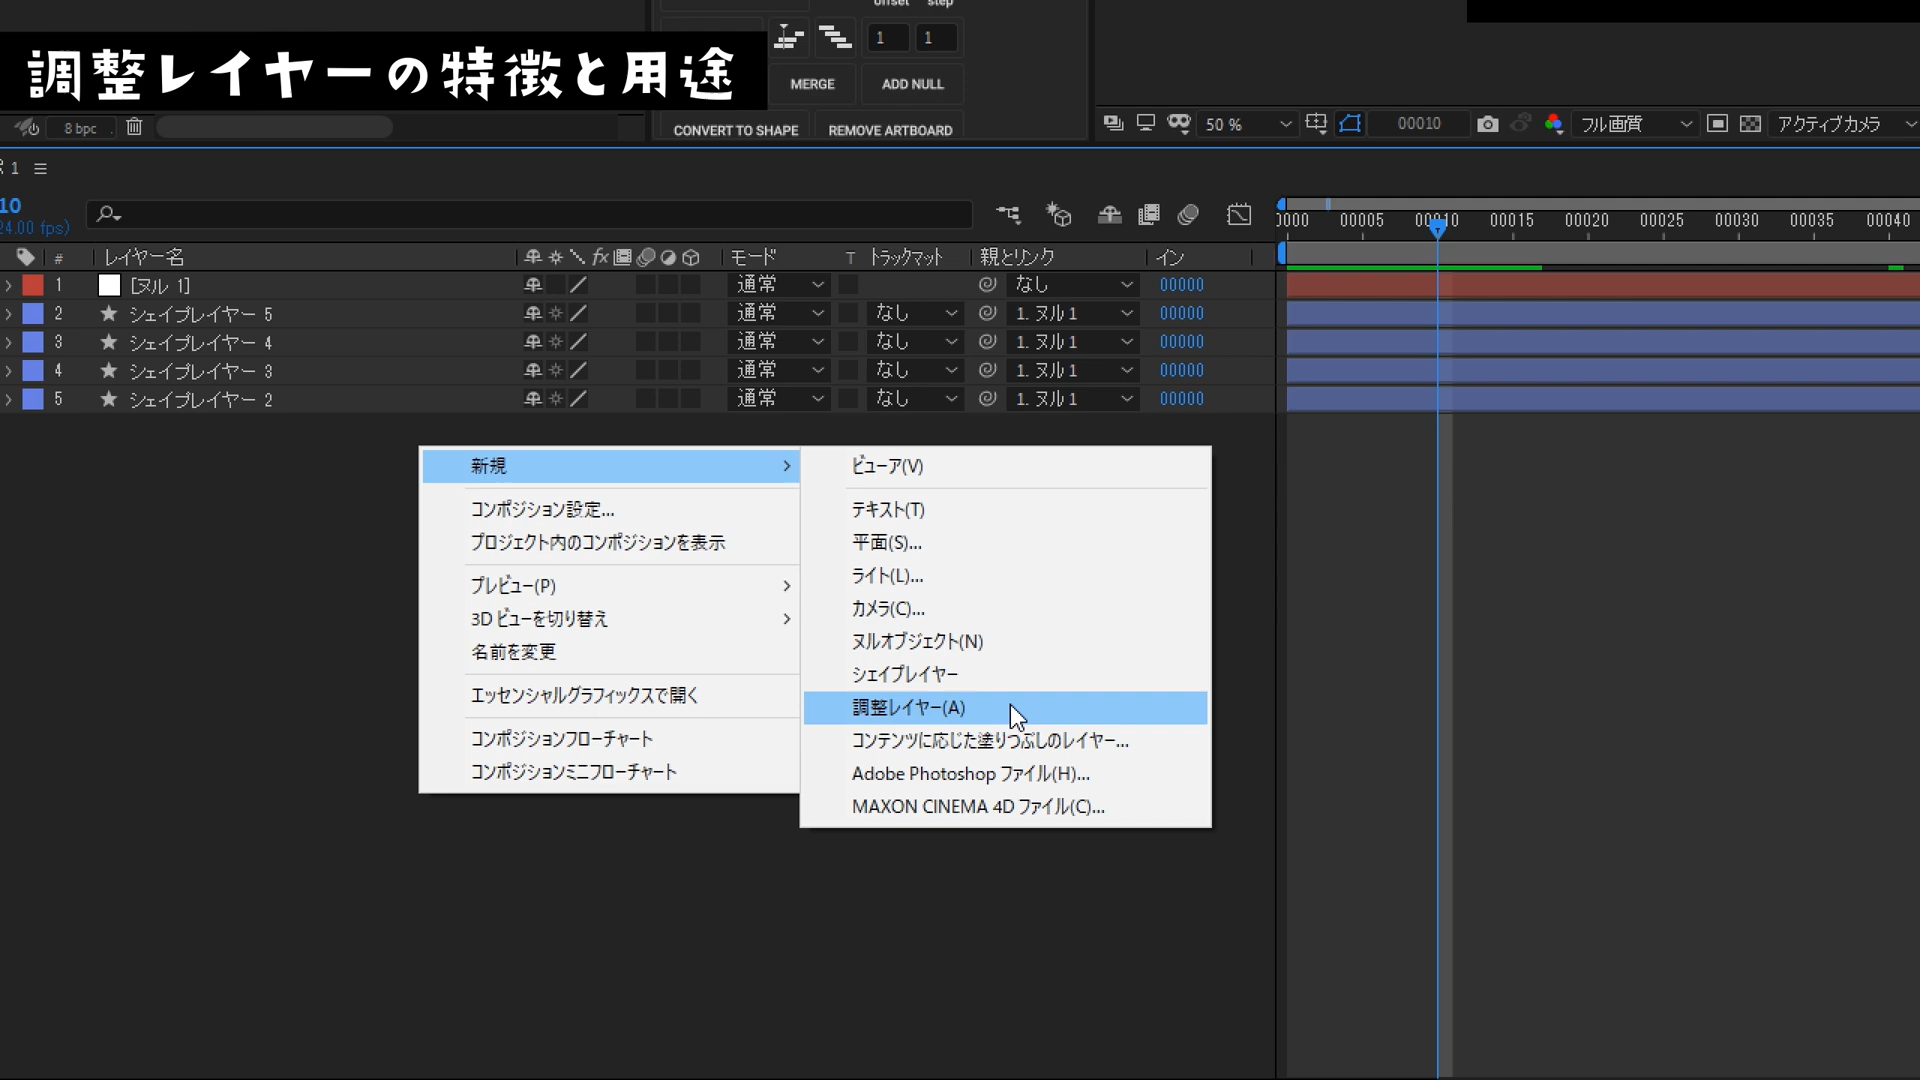 offset step
1 1
調整レイヤーの特徴と用途
MERGE ADD NULL
8 bpc
CONVERT TO SHAPE REMOVE ARTBOARD
50 % 00010 フル画質 アクティブカメラ
1
10
24.00 fps)
0000 00005 00010 00015 00020 00025 00030 00035 00040
# レイヤー名 fx モード T トラックマット 親とリンク イン
1 [ヌル 1] 通常 なし 00000
2 シェイプレイヤー 5 通常 なし 1. ヌル 1 00000
3 シェイプレイヤー 4 通常 なし 1. ヌル 1 00000
4 シェイプレイヤー 3 通常 なし 1. ヌル 1 00000
5 シェイプレイヤー 2 通常 なし 1. ヌル 1 00000
新規
コンポジション設定...
プロジェクト内のコンポジションを表示
プレビュー(P)
3D ビューを切り替え
名前を変更
エッセンシャルグラフィックスで開く
コンポジションフローチャート
コンポジションミニフローチャート
ビューア(V)
テキスト(T)
平面(S)...
ライト(L)...
カメラ(C)...
ヌルオブジェクト(N)
シェイプレイヤー
調整レイヤー(A)
コンテンツに応じた塗りつぶしのレイヤー...
Adobe Photoshop ファイル(H)...
MAXON CINEMA 4D ファイル(C)...